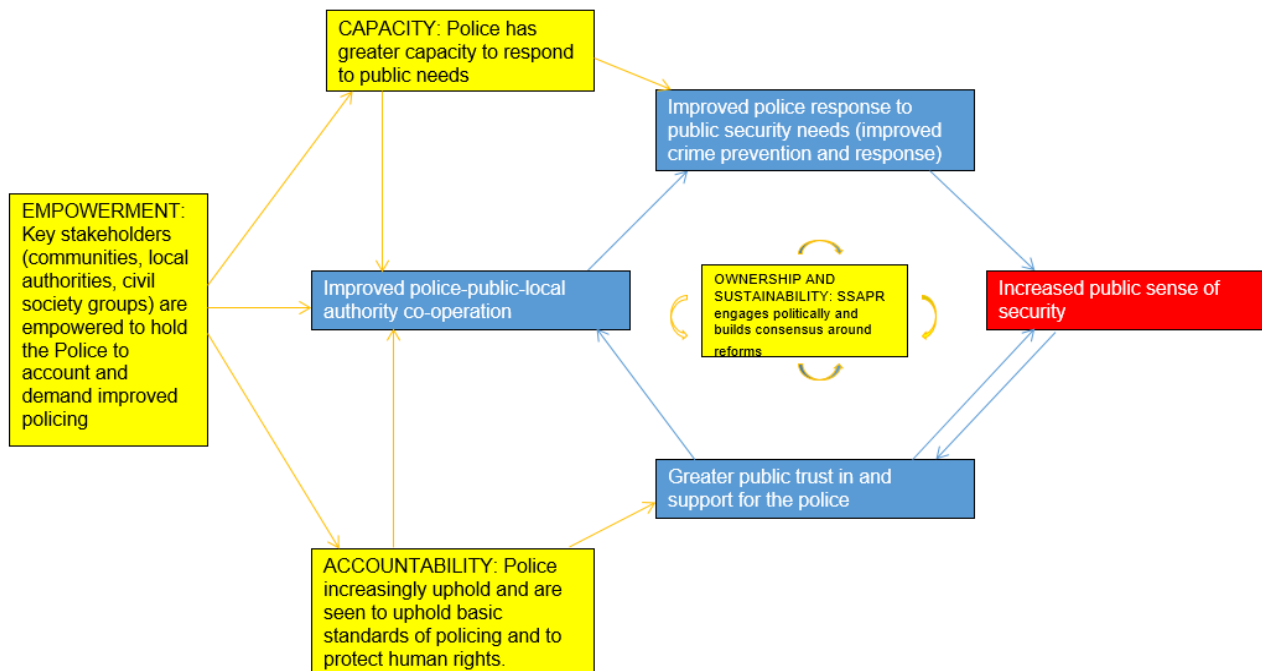 CAPACITY: Police has
greater capacity to respond
to public needs
Improved police response to
public security needs (improved
crime prevention and response)
EMPOWERMENT:
Key stakeholders
(communities, local
authorities, civil
society groups) are
empowered to hold
the Police to
account and
demand improved
policing
Improved police-public-local
authority co-operation
OWNERSHIP AND
SUSTAINABILITY: SSAPR
engages politically and
builds consensus around
reforms
Increased public sense of
security
Greater public trust in and
support for the police
ACCOUNTABILITY: Police
increasingly uphold and are
seen to uphold basic
standards of policing and to
protect human rights.